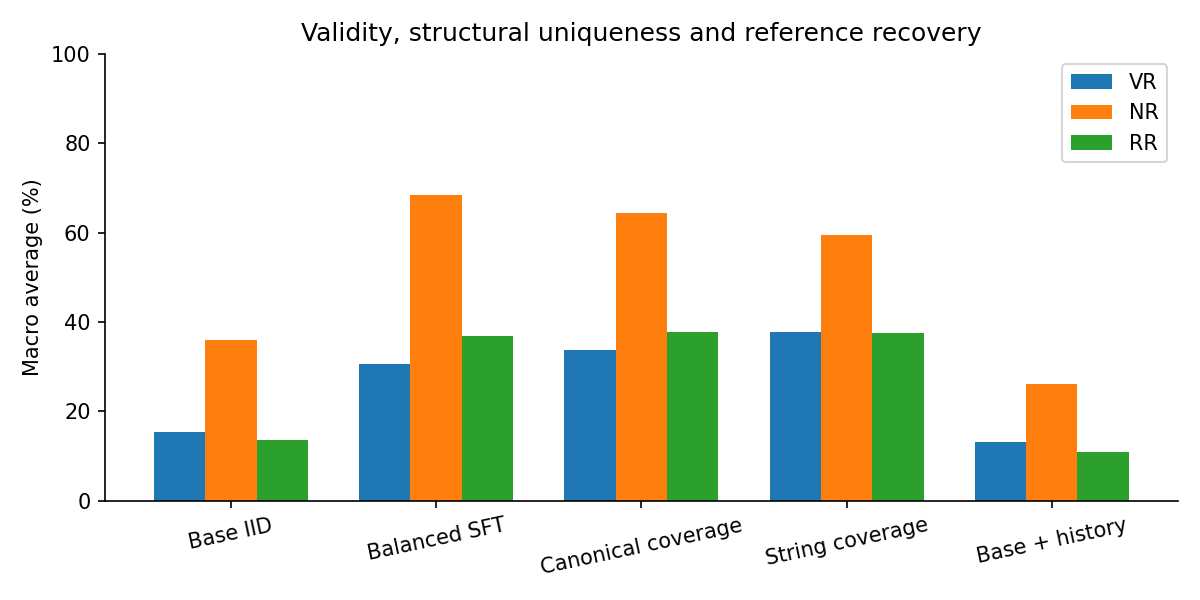 Validity, structural uniqueness and reference recovery
100
80
60
40
20
0
Macro average (%)
VR
NR
RR
Base IID
Balanced SFT
Canonical coverage
String coverage
Base + history